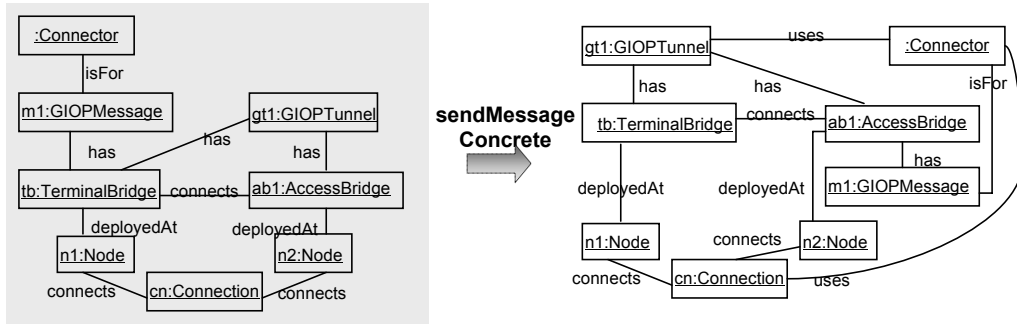 :Connector
isFor
m1:GIOPMessage
gt1:GIOPTunnel
has
has
has
tb:TerminalBridge
connects
ab1:AccessBridge
deployedAt
deployedAt
n1:Node
n2:Node
connects
cn:Connection
connects
sendMessage
Concrete
gt1:GIOPTunnel
uses
:Connector
has
has
isFor
tb:TerminalBridge
connects
ab1:AccessBridge
has
deployedAt
deployedAt
m1:GIOPMessage
n1:Node
connects
n2:Node
connects
cn:Connection
uses